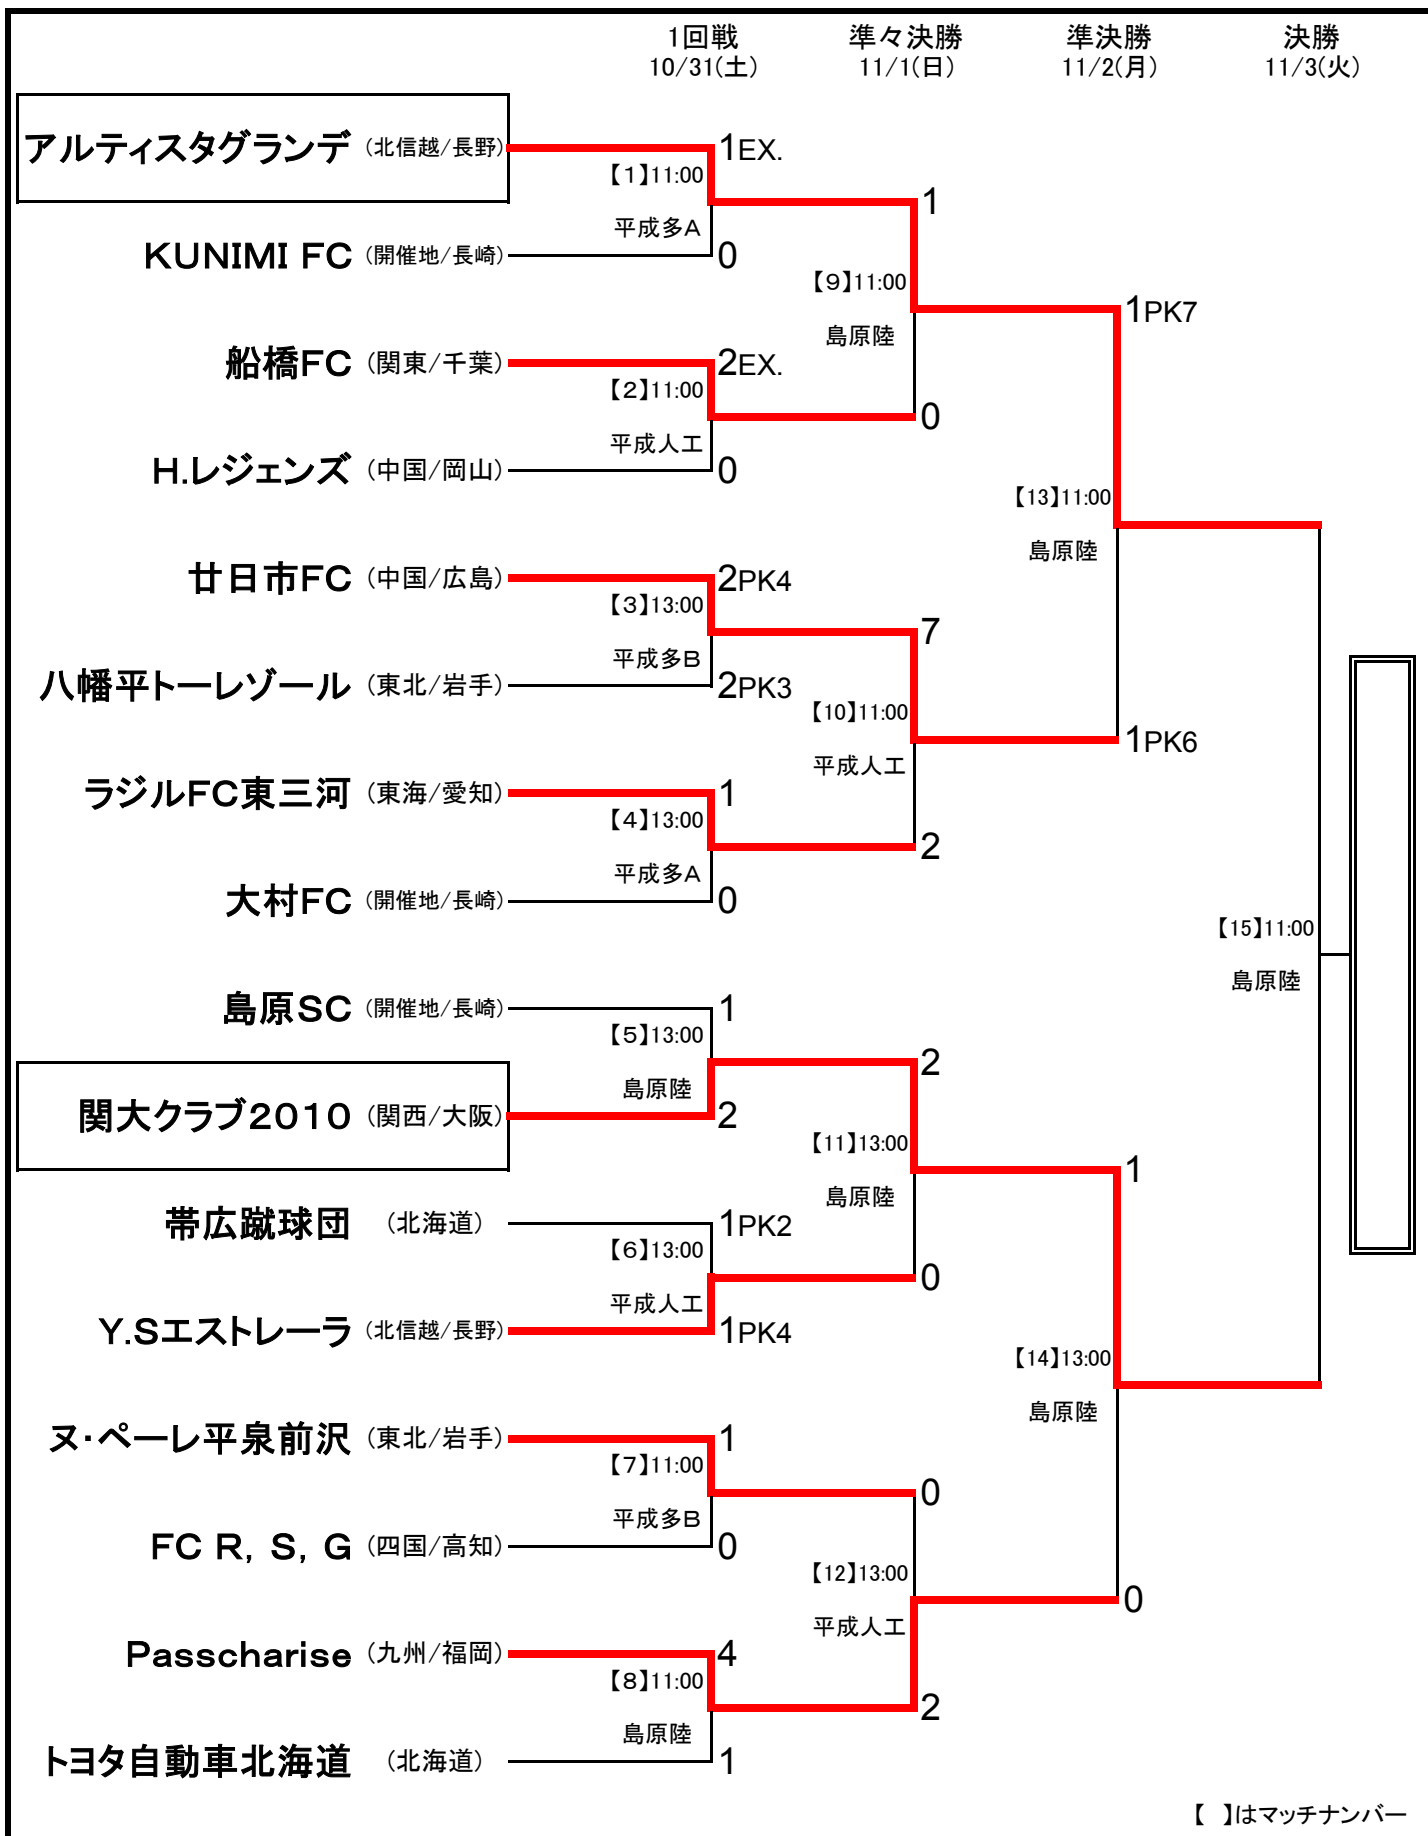 1回戦 準々決勝 準決勝 決勝
10/31(土) 11/1(日) 11/2(月) 11/3(火)
アルティスタグランデ (北信越/長野) 1EX.
【1】11:00
1
平成多A
KUNIMI FC (開催地/長崎) 0
【9】11:00
1PK7
島原陸
船橋FC (関東/千葉) 2EX.
【2】11:00
0
平成人工
H.レジェンズ (中国/岡山) 0
【13】11:00
島原陸
廿日市FC (中国/広島) 2PK4
【3】13:00
7
平成多B
八幡平トーレゾール (東北/岩手) 2PK3
【10】11:00
1PK6
平成人工
ラジルFC東三河 (東海/愛知) 1
【4】13:00
2
平成多A
大村FC (開催地/長崎) 0
【15】11:00
島原陸
島原SC (開催地/長崎) 1
【5】13:00
2
島原陸
関大クラブ2010 (関西/大阪) 2
【11】13:00
1
島原陸
帯広蹴球団 (北海道) 1PK2
【6】13:00
0
平成人工
Y.Sエストレーラ (北信越/長野) 1PK4
【14】13:00
島原陸
ヌ・ペーレ平泉前沢 (東北/岩手) 1
【7】11:00
0
平成多B
FC R, S, G (四国/高知) 0
【12】13:00
0
平成人工
Passcharise (九州/福岡) 4
【8】11:00
2
島原陸
トヨタ自動車北海道 (北海道) 1
【 】はマッチナンバー